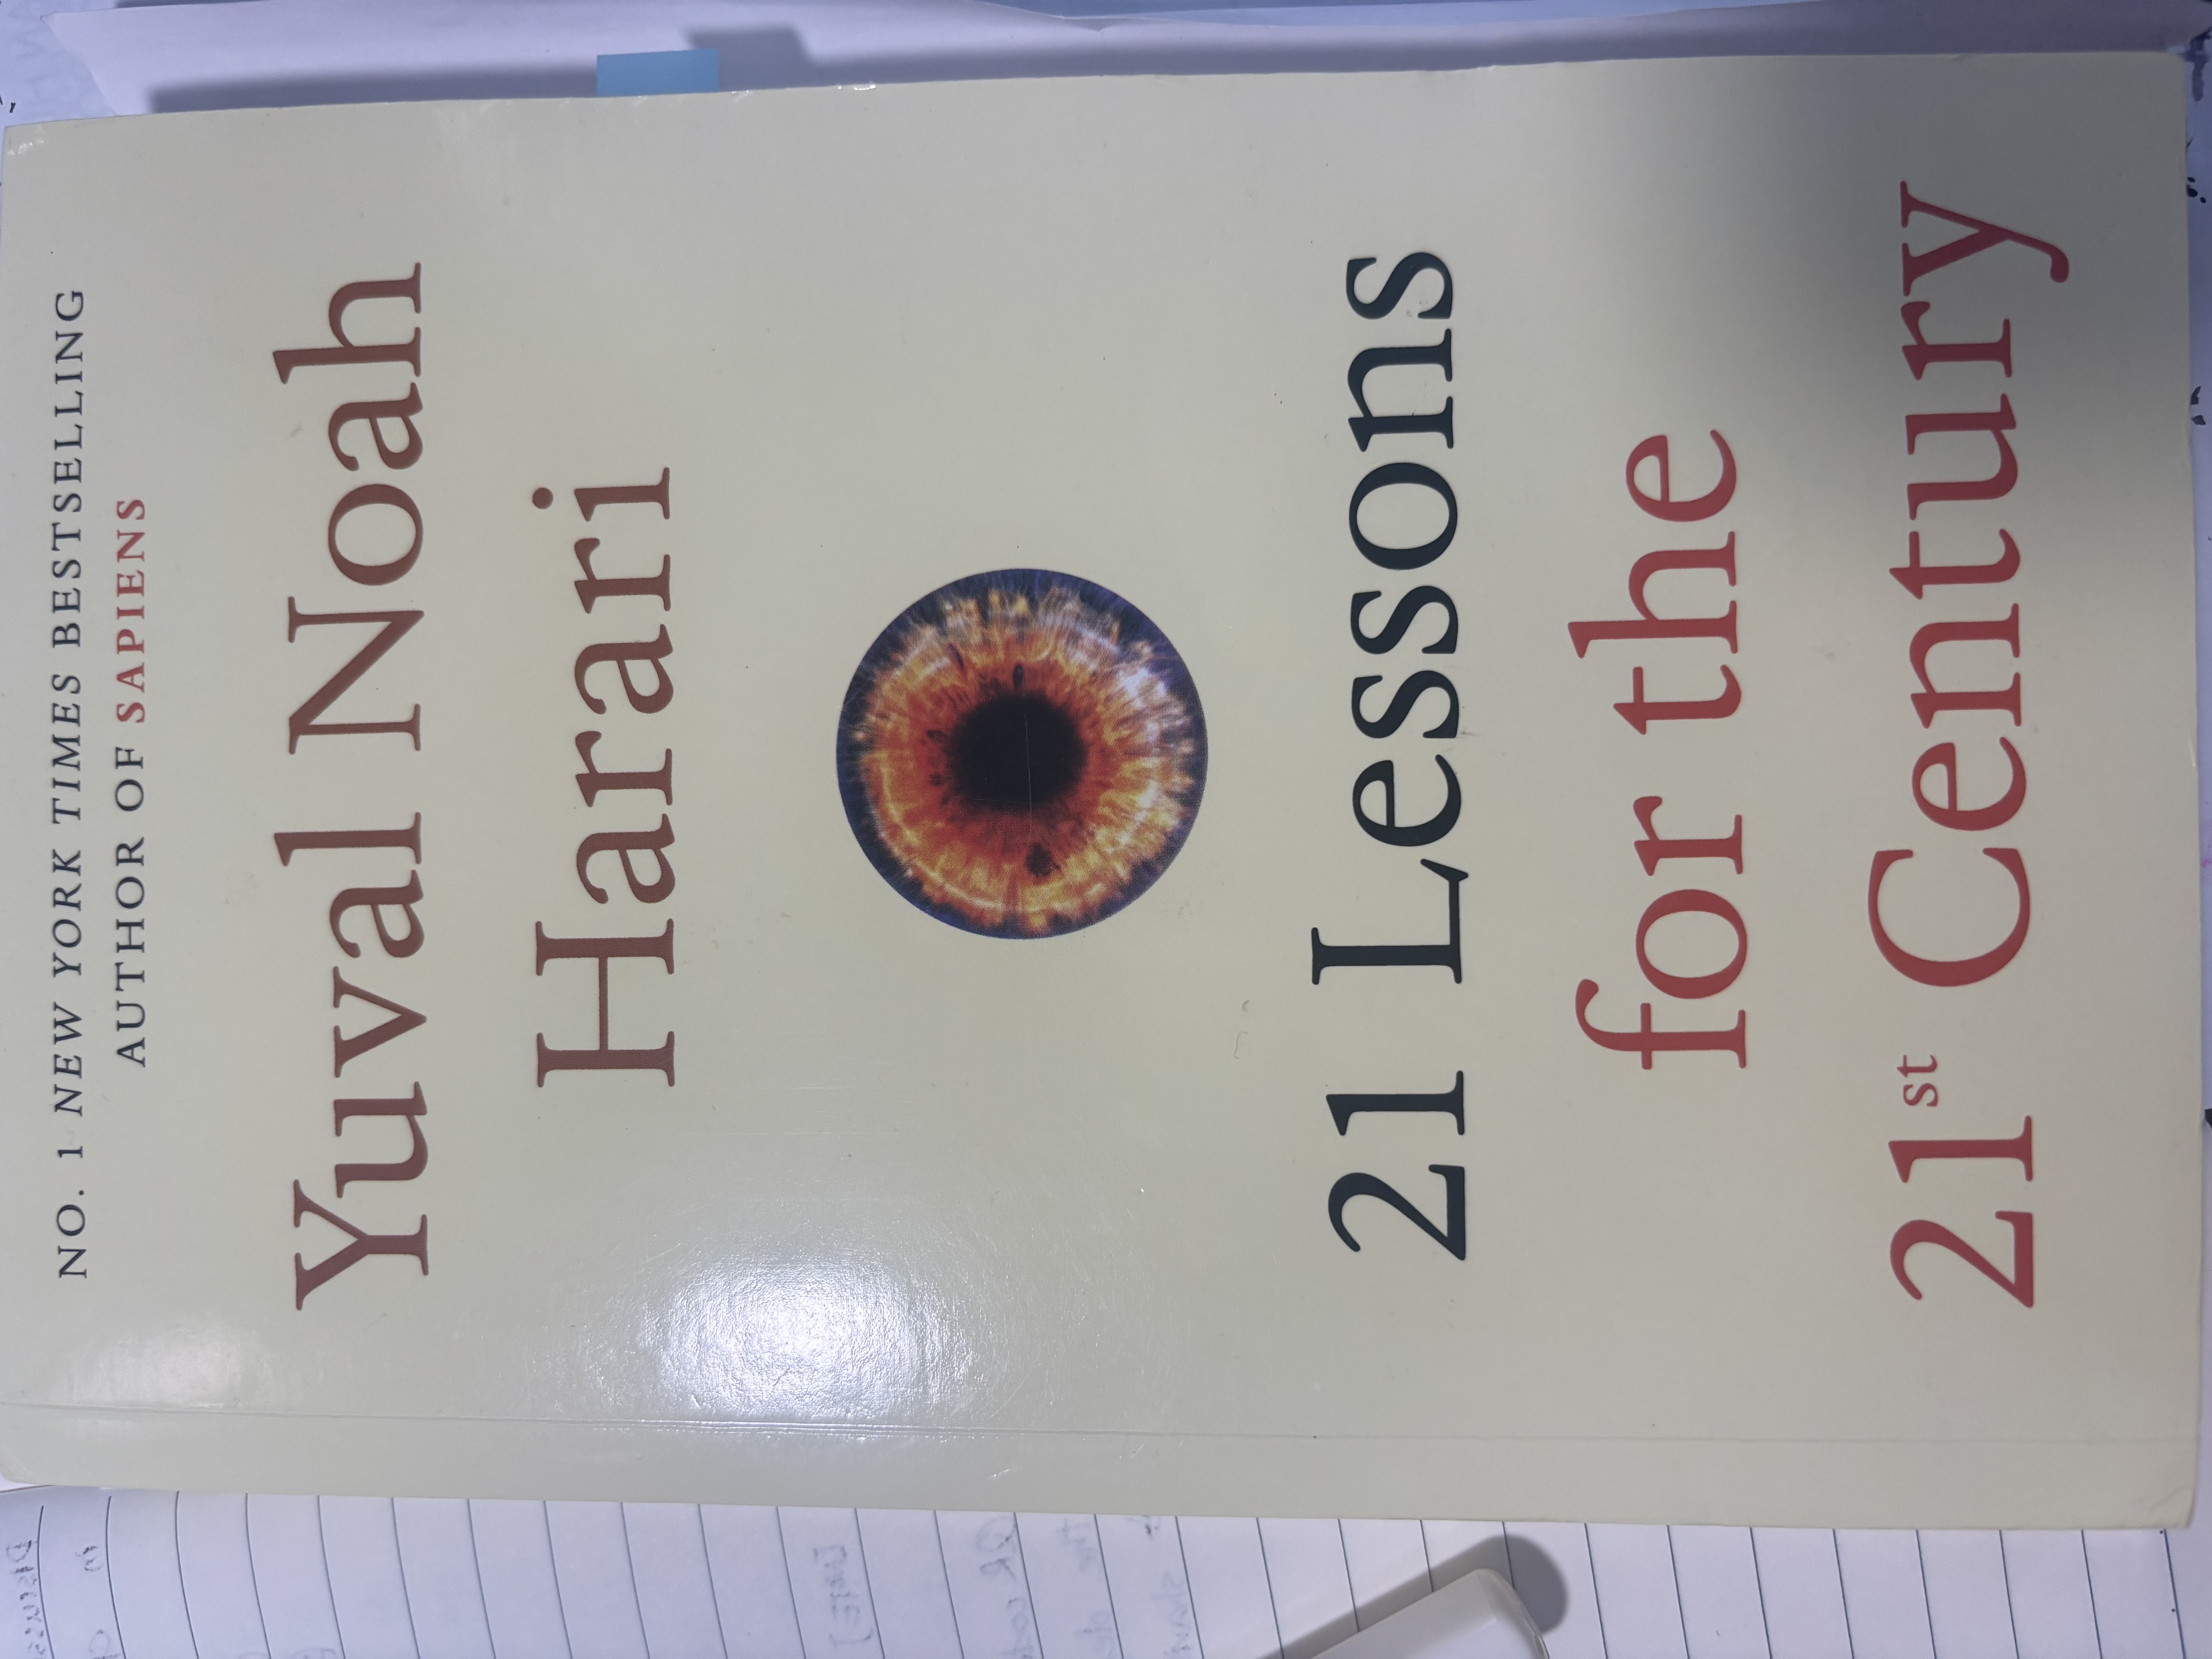 NO. 1 NEW YORK TIMES BESTSELLING
AUTHOR OF SAPIENS
Yuval Noah
Harari
21 Lessons
for the
21st Century